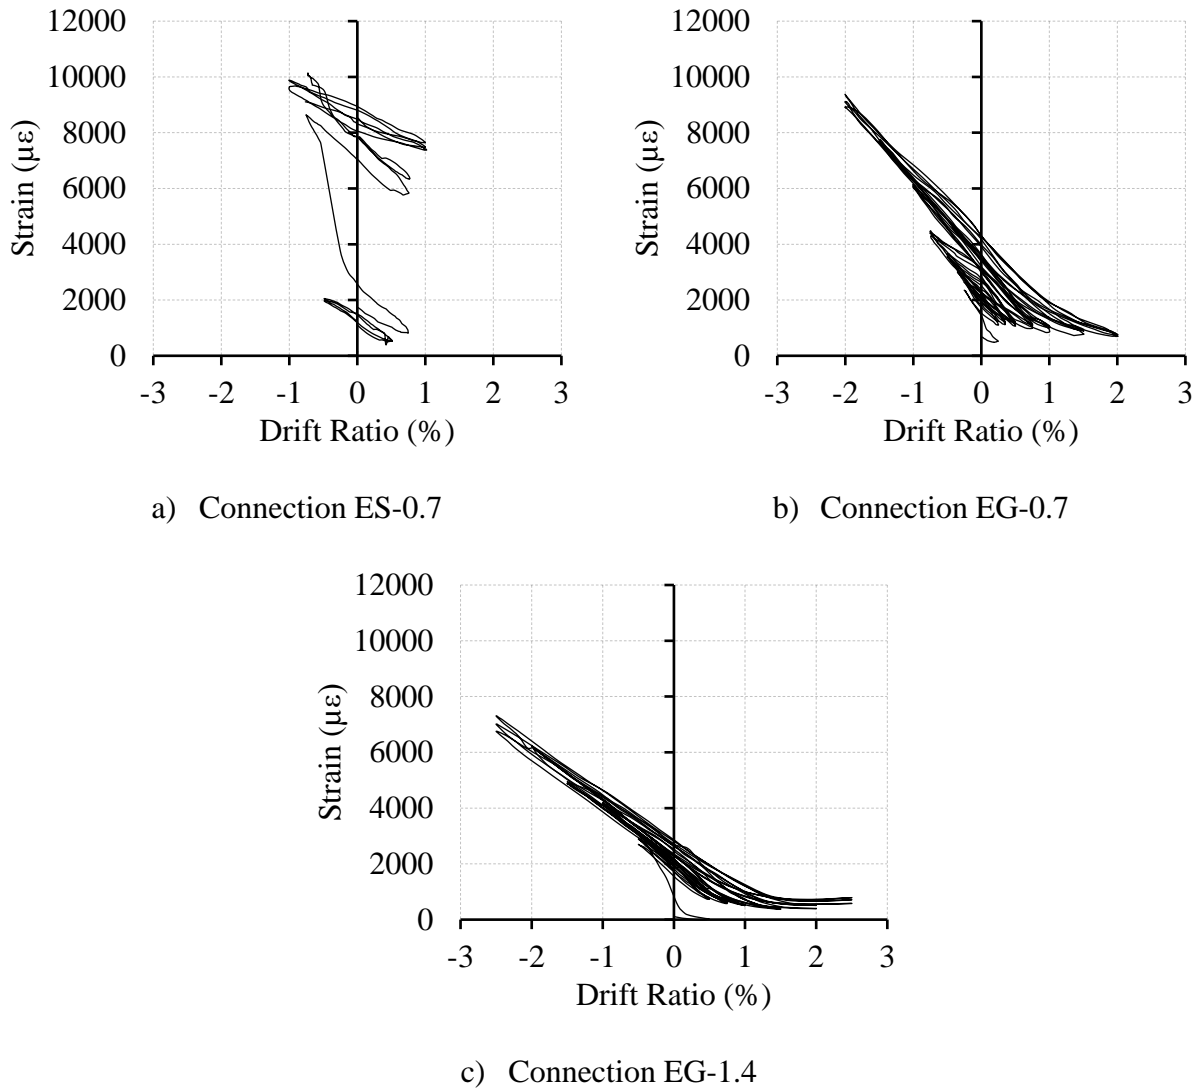 12000
10000
8000
6000
4000
2000
0
Strain (με)
-3 -2 -1 0 1 2 3
Drift Ratio (%)
a) Connection ES-0.7
12000
10000
8000
6000
4000
2000
0
Strain (με)
-3 -2 -1 0 1 2 3
Drift Ratio (%)
b) Connection EG-0.7
12000
10000
8000
6000
4000
2000
0
Strain (με)
-3 -2 -1 0 1 2 3
Drift Ratio (%)
c) Connection EG-1.4